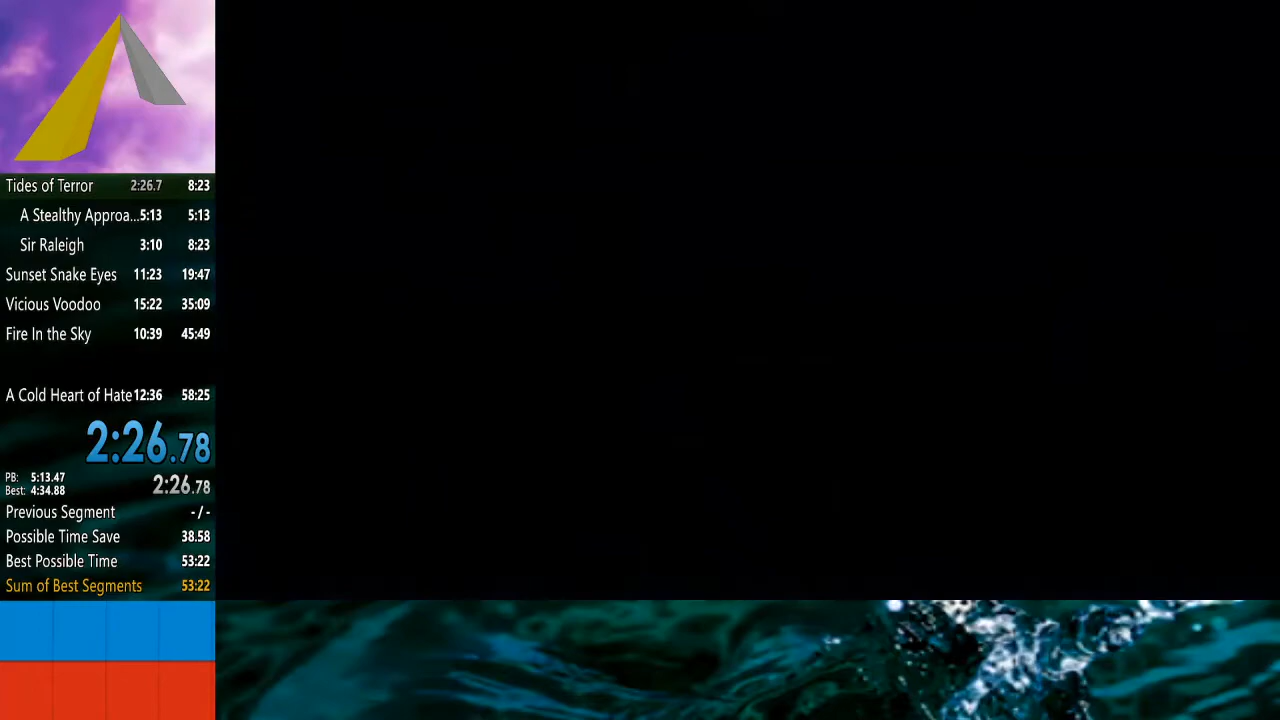 Tides of Terror 2:26.7 8:23
A Stealthy Approa... 5:13 5:13
Sir Raleigh 3:10 8:23
Sunset Snake Eyes 11:23 19:47
Vicious Voodoo 15:22 35:09
Fire In the Sky 10:39 45:49
A Cold Heart of Hate 12:36 58:25
2:26.78
PB: 5:13.47
Best: 4:34.88
2:26.78
Previous Segment - / -
Possible Time Save 38.58
Best Possible Time 53:22
Sum of Best Segments 53:22